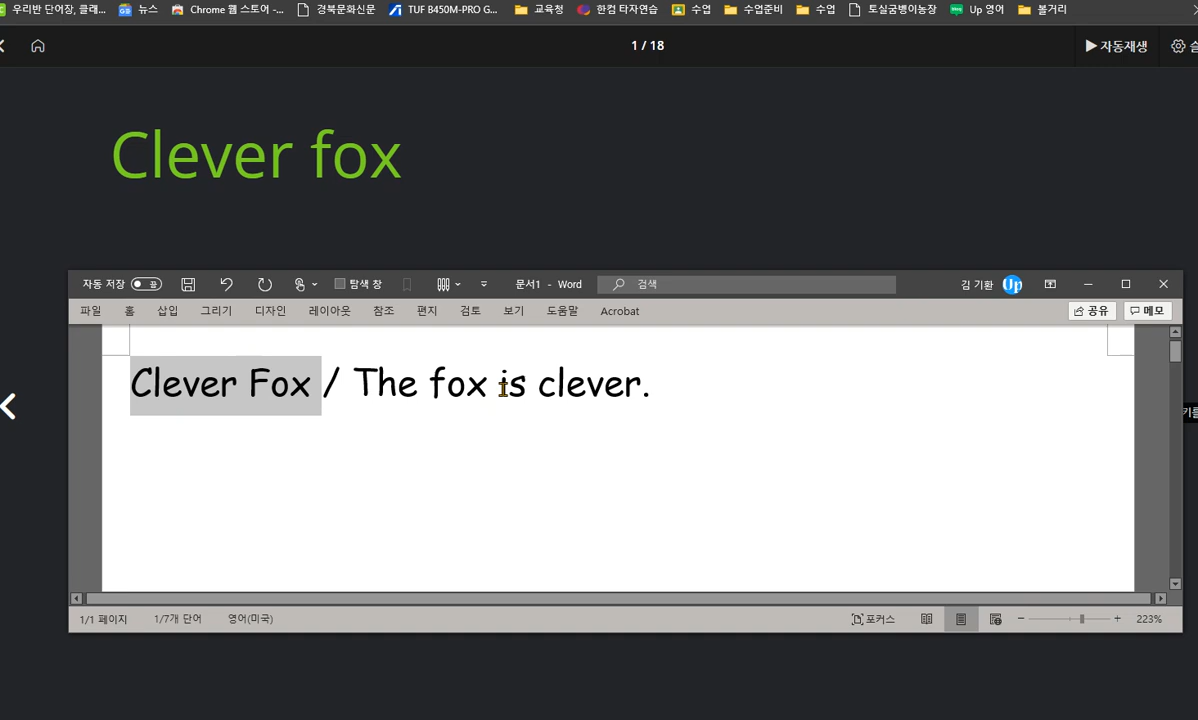 우리반 단어장, 클래... 뉴스 Chrome 웹 스토어 -... 경북문화신문 TUF B450M-PRO G... 교육청 한컴 타자연습 수업 수업준비 수업 토실굼벵이농장 Up 영어 볼거리
1 / 18 자동재생
Clever fox
자동 저장 끔 탐색 창 문서1 - Word 검색 김 기환 Up
파일 홈 삽입 그리기 디자인 레이아웃 참조 편지 검토 보기 도움말 Acrobat 공유 메모
Clever Fox / The fox is clever.
키를
1/1 페이지 1/7개 단어 영어(미국) 포커스 223%